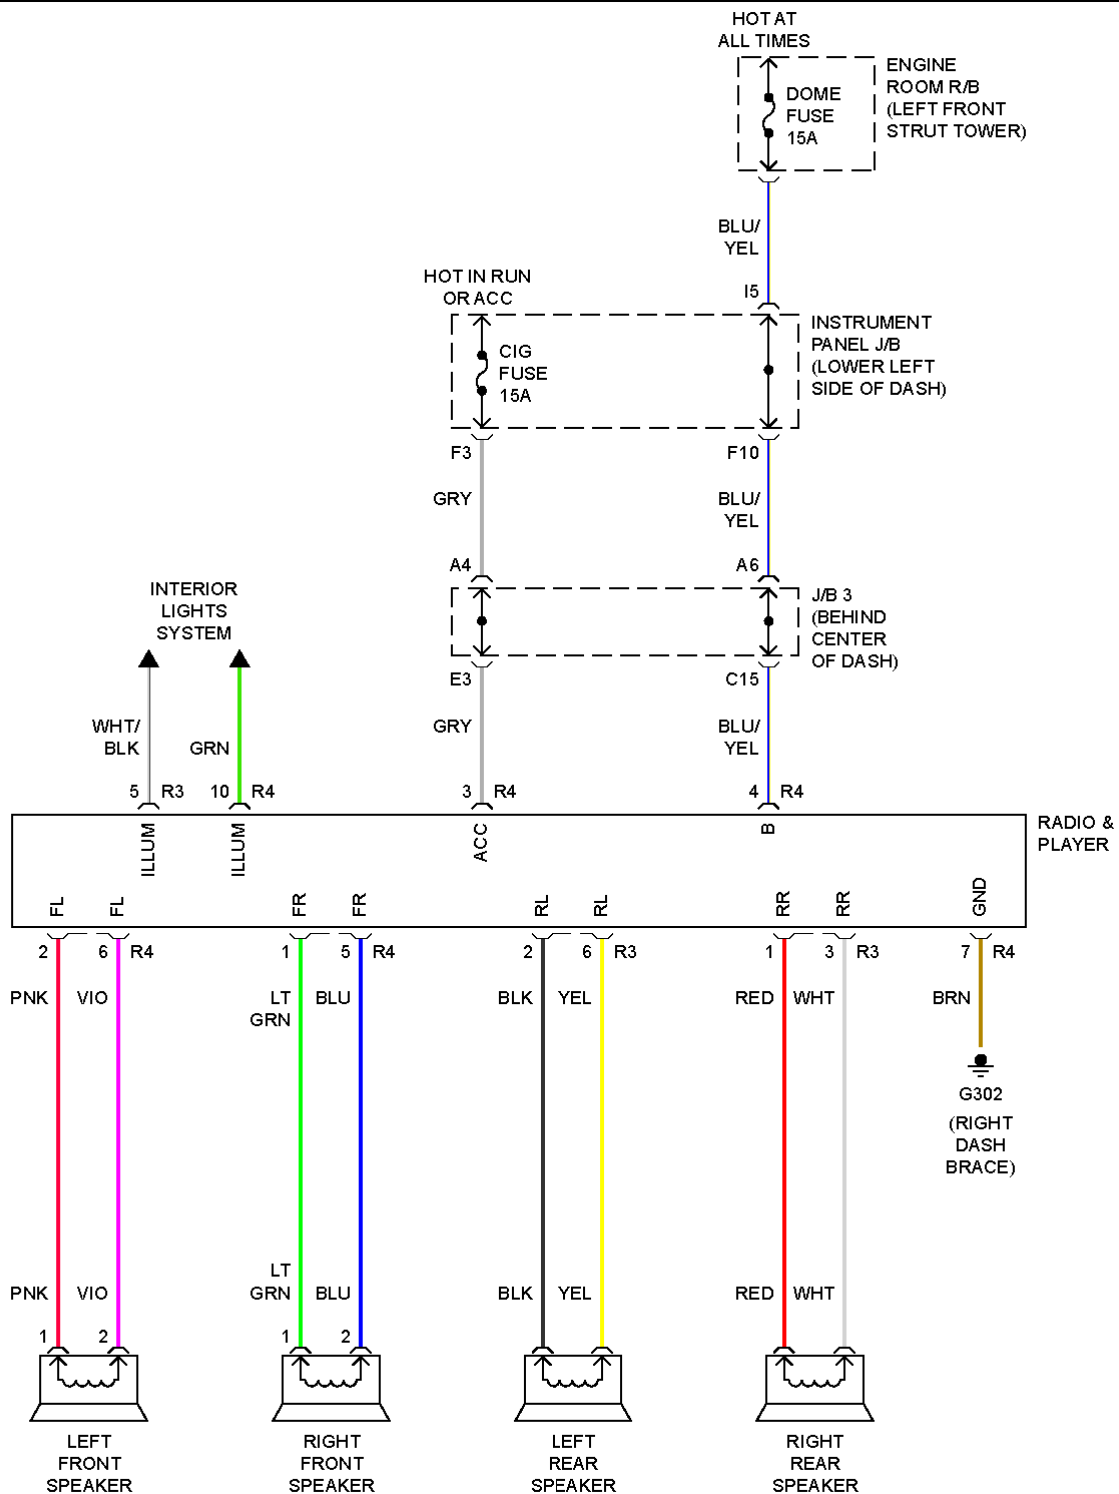 HOT AT
ALL TIMES
ENGINE
ROOM R/B
(LEFT FRONT
STRUT TOWER)
DOME
FUSE
15A
BLU/
YEL
I5
HOT IN RUN
OR ACC
INSTRUMENT
PANEL J/B
(LOWER LEFT
SIDE OF DASH)
CIG
FUSE
15A
F3
F10
GRY
BLU/
YEL
A4
A6
J/B 3
(BEHIND
CENTER
OF DASH)
INTERIOR
LIGHTS
SYSTEM
E3
C15
WHT/
BLK
GRN
GRY
BLU/
YEL
5 R3
10 R4
3 R4
4 R4
RADIO &
PLAYER
ILLUM
ILLUM
ACC
B
FL
FL
FR
FR
RL
RL
RR
RR
GND
2 6 R4
1 5 R4
2 6 R3
1 3 R3
7 R4
PNK VIO
LT
GRN
BLU
BLK YEL
RED WHT
BRN
G302
(RIGHT
DASH
BRACE)
PNK VIO
LT
GRN
BLU
BLK YEL
RED WHT
1 2
1 2
LEFT
FRONT
SPEAKER
RIGHT
FRONT
SPEAKER
LEFT
REAR
SPEAKER
RIGHT
REAR
SPEAKER